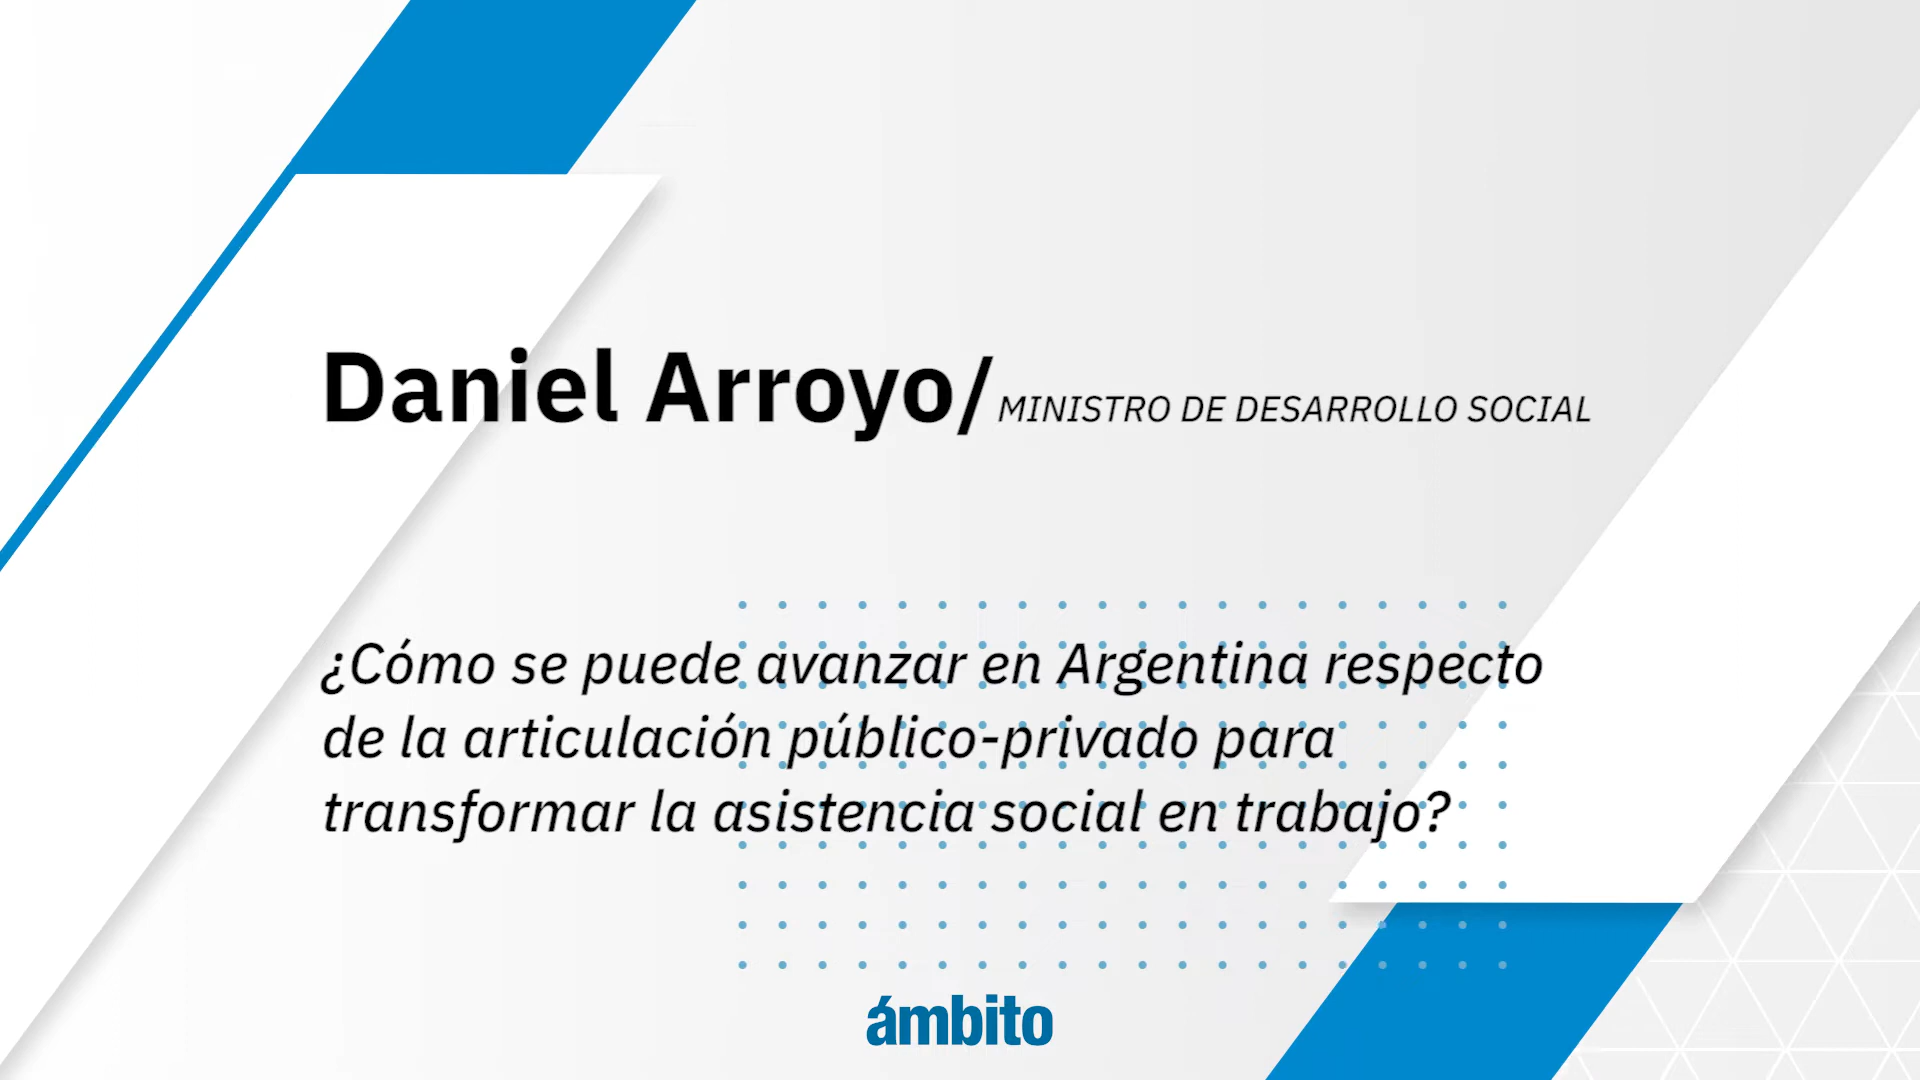 Daniel Arroyo/ MINISTRO DE DESARROLLO SOCIAL
¿Cómo se puede avanzar en Argentina respecto
de la articulación público-privado para
transformar la asistencia social en trabajo?
ámbito